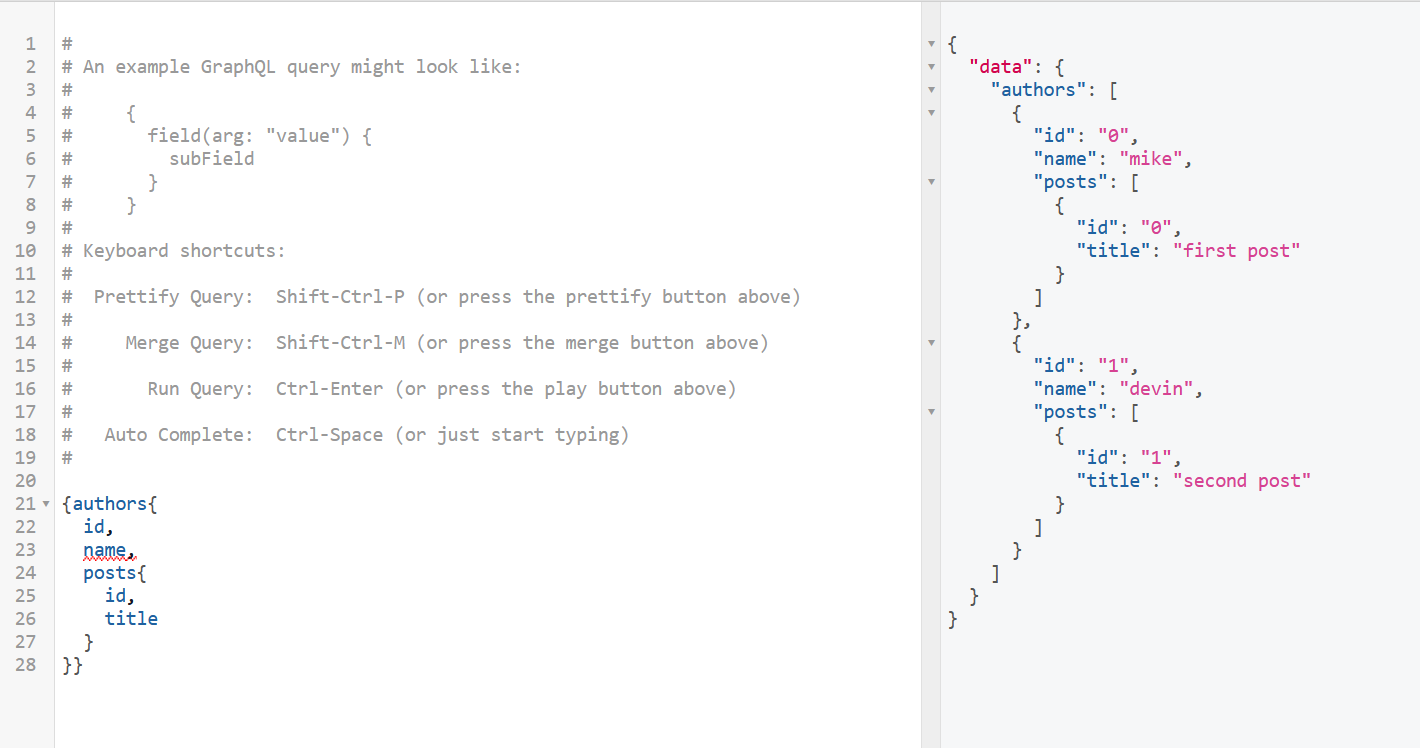 1 #
2 # An example GraphQL query might look like:
3 #
4 #     {
5 #       field(arg: "value") {
6 #         subField
7 #       }
8 #     }
9 #
10 # Keyboard shortcuts:
11 #
12 #  Prettify Query:  Shift-Ctrl-P (or press the prettify button above)
13 #
14 #     Merge Query:  Shift-Ctrl-M (or press the merge button above)
15 #
16 #       Run Query:  Ctrl-Enter (or press the play button above)
17 #
18 #   Auto Complete:  Ctrl-Space (or just start typing)
19 #
20
21 {authors{
22   id,
23   name,
24   posts{
25     id,
26     title
27   }
28 }}
{
  "data": {
    "authors": [
      {
        "id": "0",
        "name": "mike",
        "posts": [
          {
            "id": "0",
            "title": "first post"
          }
        ]
      },
      {
        "id": "1",
        "name": "devin",
        "posts": [
          {
            "id": "1",
            "title": "second post"
          }
        ]
      }
    ]
  }
}